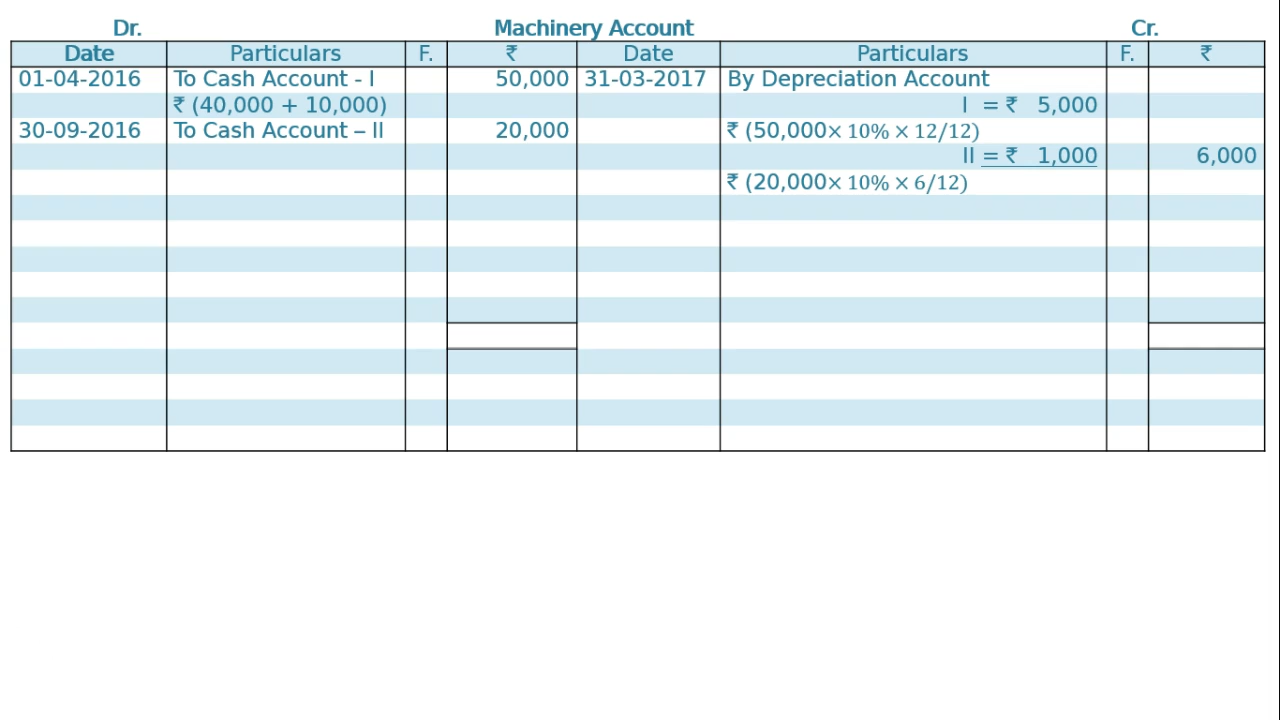 Dr. Machinery Account Cr.
Date Particulars F. ₹ Date Particulars F. ₹
01-04-2016 To Cash Account - I 50,000 31-03-2017 By Depreciation Account
₹ (40,000 + 10,000) I = ₹ 5,000
30-09-2016 To Cash Account – II 20,000 ₹ (50,000× 10% × 12/12)
II = ₹ 1,000 6,000
₹ (20,000× 10% × 6/12)